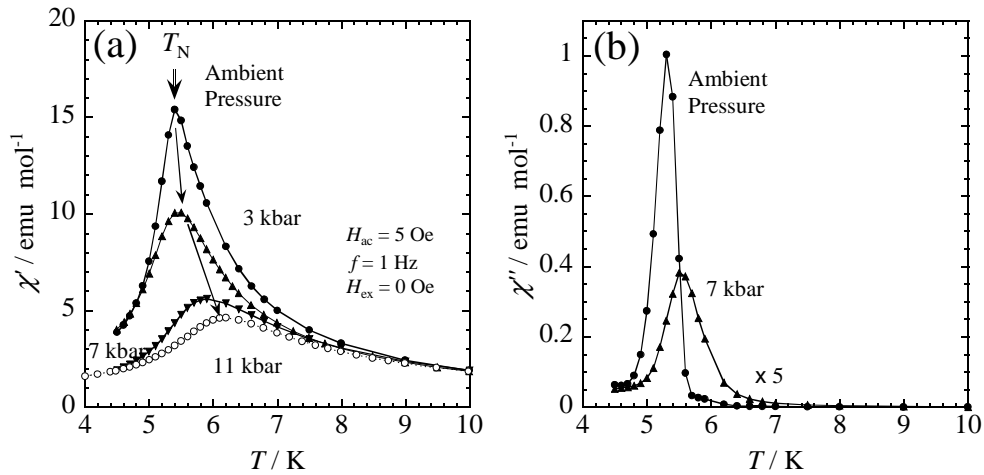 (a)
T_N
Ambient
Pressure
3 kbar
H_ac = 5 Oe
f = 1 Hz
H_ex = 0 Oe
7 kbar
11 kbar
20
15
10
5
0
4 5 6 7 8 9 10
χ′ / emu mol⁻¹
T / K
(b)
Ambient
Pressure
7 kbar
x 5
1
0.8
0.6
0.4
0.2
0
4 5 6 7 8 9 10
χ″ / emu mol⁻¹
T / K